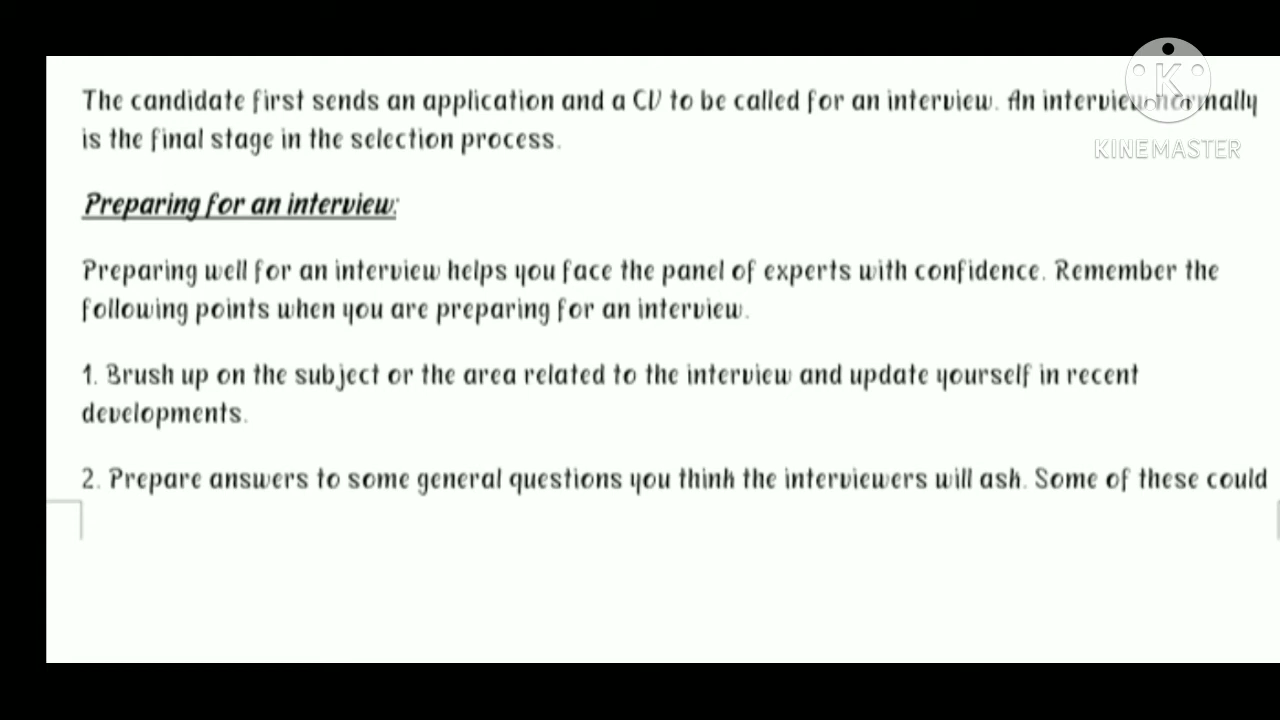 The candidate first sends an application and a CV to be called for an interview. An interview normally
is the final stage in the selection process.
Preparing for an interview:
Preparing well for an interview helps you face the panel of experts with confidence. Remember the
following points when you are preparing for an interview.
1. Brush up on the subject or the area related to the interview and update yourself in recent
developments.
2. Prepare answers to some general questions you think the interviewers will ask. Some of these could
K
KINEMASTER